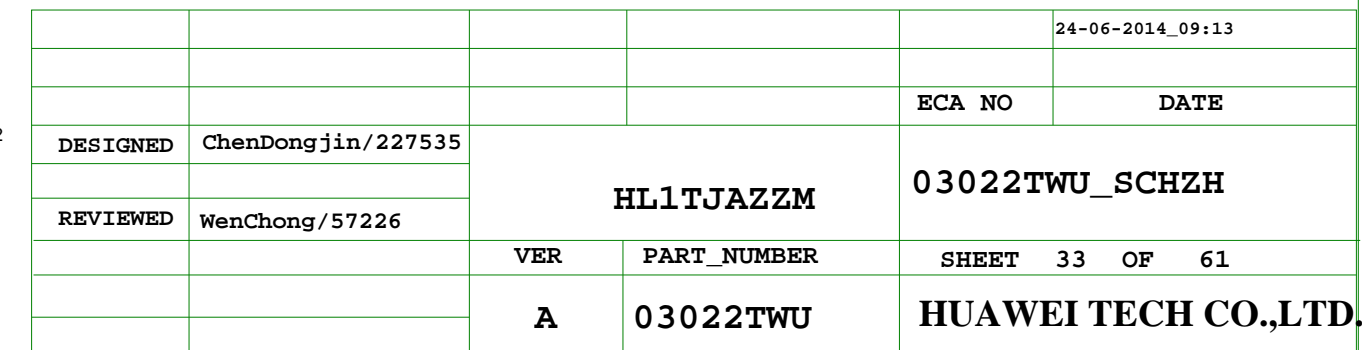 24-06-2014_09:13
ECA NO DATE
2
DESIGNED ChenDongjin/227535
HL1TJAZZM
03022TWU_SCHZH
REVIEWED WenChong/57226
VER PART_NUMBER
SHEET 33 OF 61
A 03022TWU
HUAWEI TECH CO.,LTD.